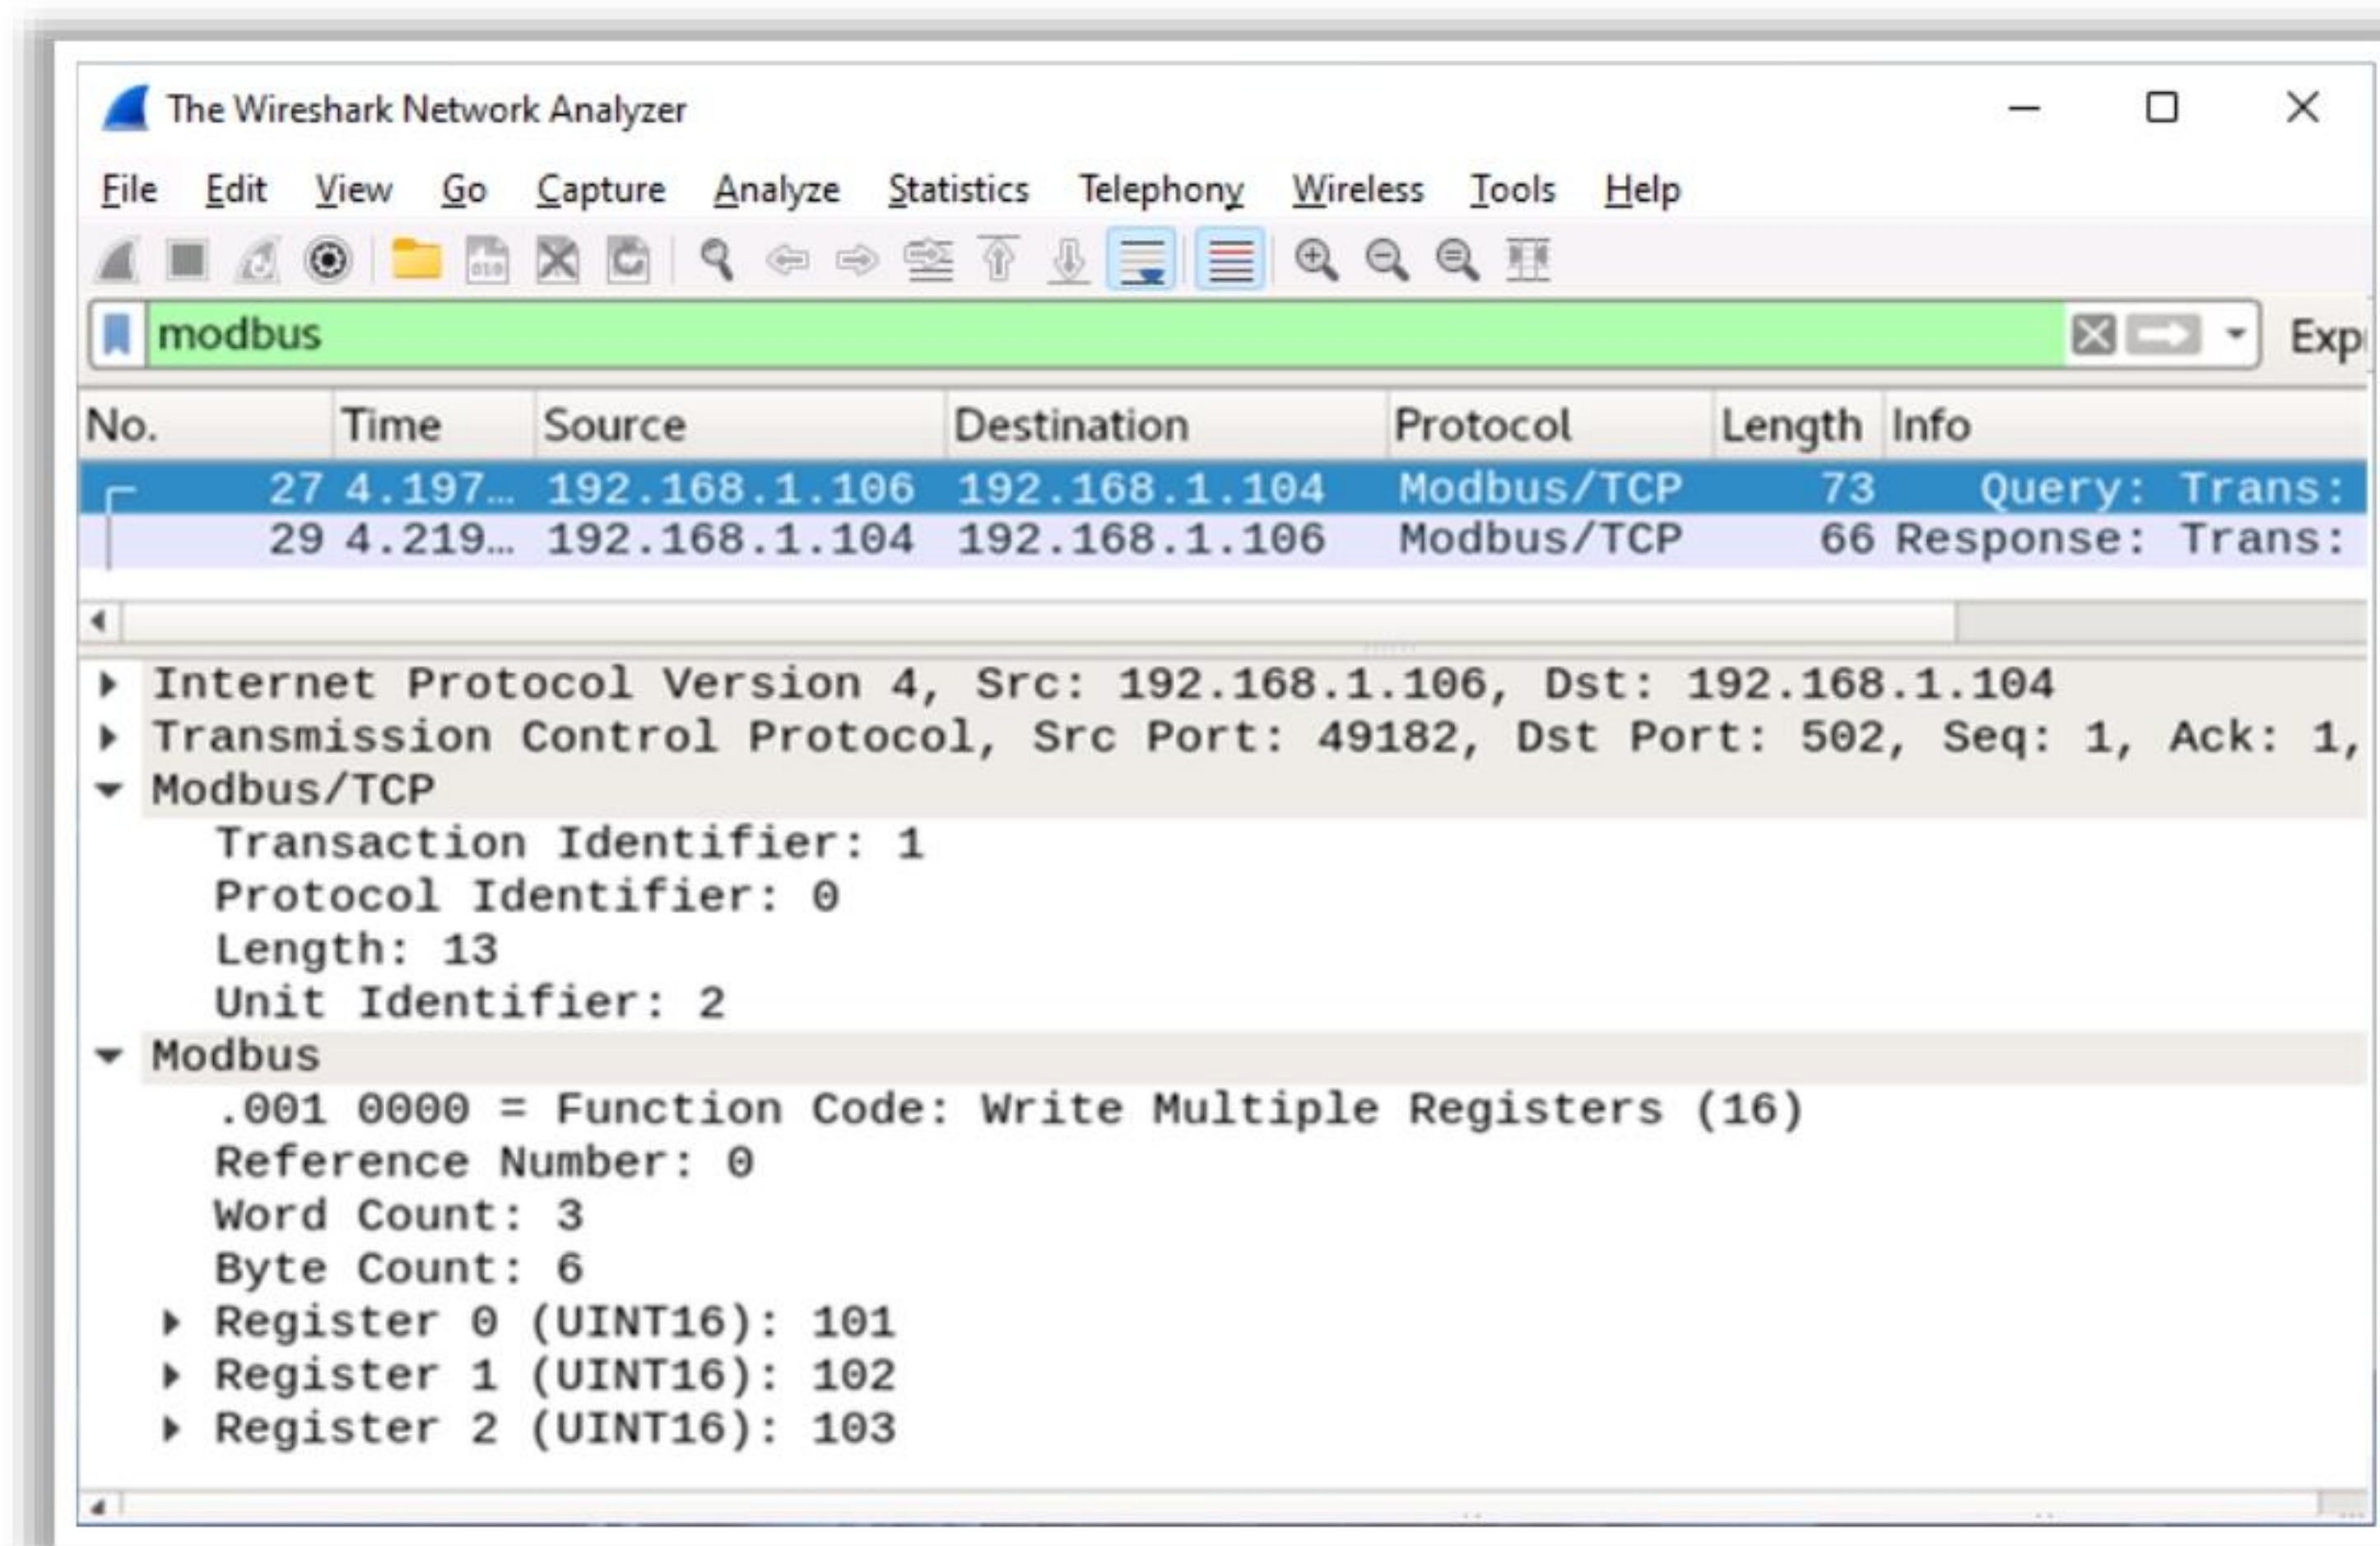 The Wireshark Network Analyzer
File Edit View Go Capture Analyze Statistics Telephony Wireless Tools Help
modbus Exp
No. Time Source Destination Protocol Length Info
27 4.197… 192.168.1.106 192.168.1.104 Modbus/TCP 73 Query: Trans:
29 4.219… 192.168.1.104 192.168.1.106 Modbus/TCP 66 Response: Trans:
Internet Protocol Version 4, Src: 192.168.1.106, Dst: 192.168.1.104
Transmission Control Protocol, Src Port: 49182, Dst Port: 502, Seq: 1, Ack: 1,
Modbus/TCP
Transaction Identifier: 1
Protocol Identifier: 0
Length: 13
Unit Identifier: 2
Modbus
.001 0000 = Function Code: Write Multiple Registers (16)
Reference Number: 0
Word Count: 3
Byte Count: 6
Register 0 (UINT16): 101
Register 1 (UINT16): 102
Register 2 (UINT16): 103